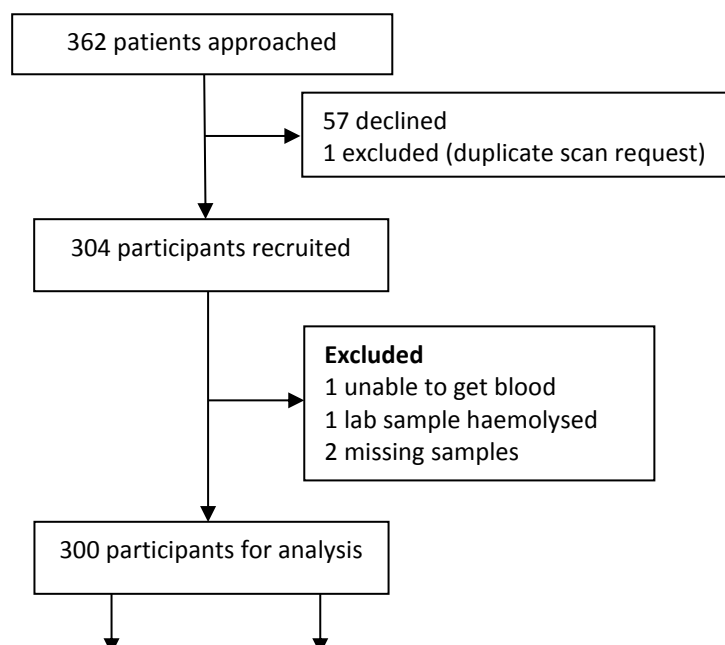 362 patients approached
57 declined
1 excluded (duplicate scan request)
304 participants recruited
Excluded
1 unable to get blood
1 lab sample haemolysed
2 missing samples
300 participants for analysis